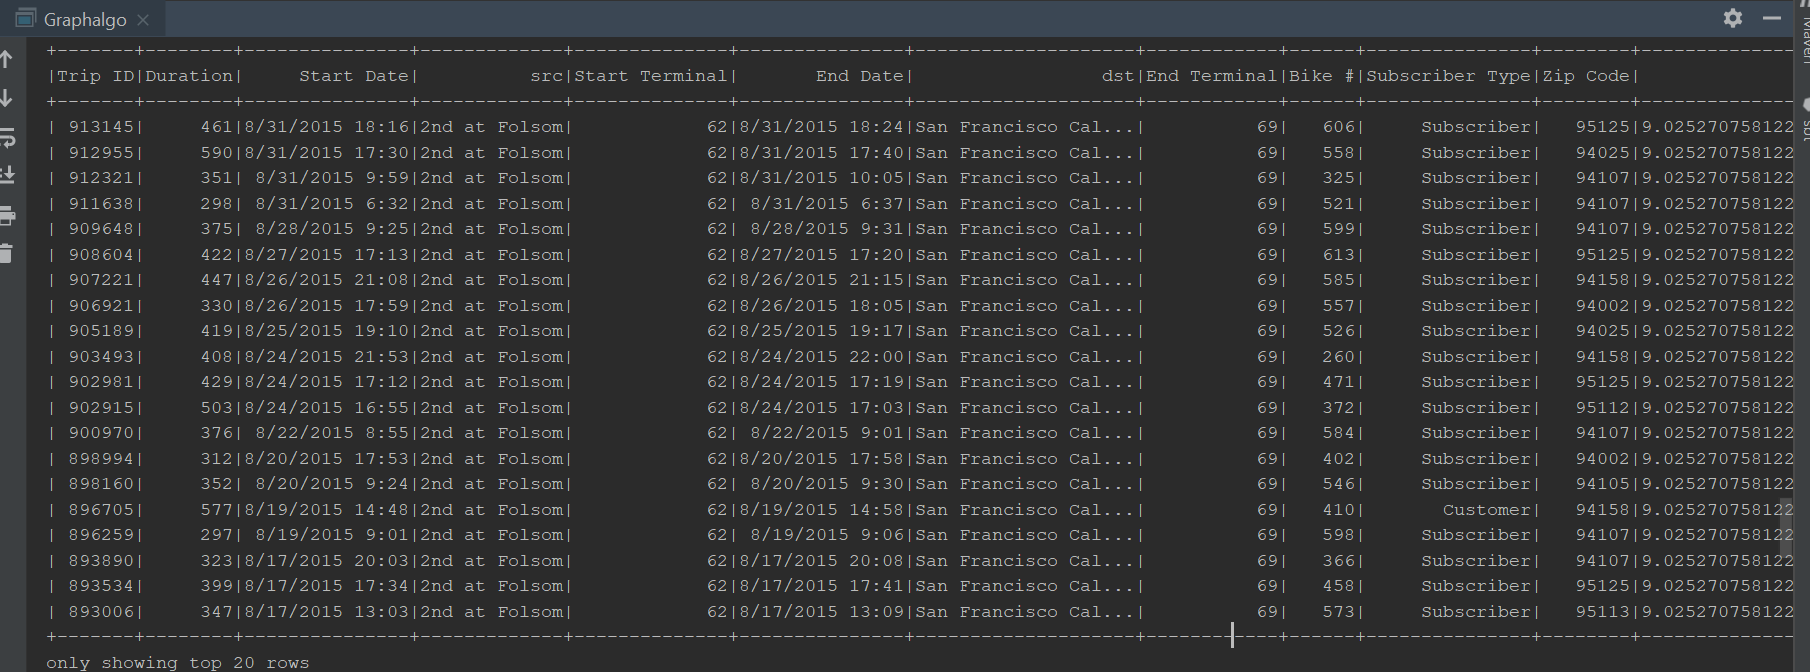 Graphalgo
+-------+--------+---------------+-------------+--------------+---------------+--------------------+------------+------+---------------+--------+--------------
|Trip ID|Duration|     Start Date|          src|Start Terminal|       End Date|                 dst|End Terminal|Bike #|Subscriber Type|Zip Code|
+-------+--------+---------------+-------------+--------------+---------------+--------------------+------------+------+---------------+--------+--------------
| 913145|     461|8/31/2015 18:16|2nd at Folsom|            62|8/31/2015 18:24|San Francisco Cal...|          69|   606|     Subscriber|   95125|9.025270758122
| 912955|     590|8/31/2015 17:30|2nd at Folsom|            62|8/31/2015 17:40|San Francisco Cal...|          69|   558|     Subscriber|   94025|9.025270758122
| 912321|     351| 8/31/2015 9:59|2nd at Folsom|            62|8/31/2015 10:05|San Francisco Cal...|          69|   325|     Subscriber|   94107|9.025270758122
| 911638|     298| 8/31/2015 6:32|2nd at Folsom|            62| 8/31/2015 6:37|San Francisco Cal...|          69|   521|     Subscriber|   94107|9.025270758122
| 909648|     375| 8/28/2015 9:25|2nd at Folsom|            62| 8/28/2015 9:31|San Francisco Cal...|          69|   599|     Subscriber|   94107|9.025270758122
| 908604|     422|8/27/2015 17:13|2nd at Folsom|            62|8/27/2015 17:20|San Francisco Cal...|          69|   613|     Subscriber|   95125|9.025270758122
| 907221|     447|8/26/2015 21:08|2nd at Folsom|            62|8/26/2015 21:15|San Francisco Cal...|          69|   585|     Subscriber|   94158|9.025270758122
| 906921|     330|8/26/2015 17:59|2nd at Folsom|            62|8/26/2015 18:05|San Francisco Cal...|          69|   557|     Subscriber|   94002|9.025270758122
| 905189|     419|8/25/2015 19:10|2nd at Folsom|            62|8/25/2015 19:17|San Francisco Cal...|          69|   526|     Subscriber|   94025|9.025270758122
| 903493|     408|8/24/2015 21:53|2nd at Folsom|            62|8/24/2015 22:00|San Francisco Cal...|          69|   260|     Subscriber|   94158|9.025270758122
| 902981|     429|8/24/2015 17:12|2nd at Folsom|            62|8/24/2015 17:19|San Francisco Cal...|          69|   471|     Subscriber|   95125|9.025270758122
| 902915|     503|8/24/2015 16:55|2nd at Folsom|            62|8/24/2015 17:03|San Francisco Cal...|          69|   372|     Subscriber|   95112|9.025270758122
| 900970|     376| 8/22/2015 8:55|2nd at Folsom|            62| 8/22/2015 9:01|San Francisco Cal...|          69|   584|     Subscriber|   94107|9.025270758122
| 898994|     312|8/20/2015 17:53|2nd at Folsom|            62|8/20/2015 17:58|San Francisco Cal...|          69|   402|     Subscriber|   94002|9.025270758122
| 898160|     352| 8/20/2015 9:24|2nd at Folsom|            62| 8/20/2015 9:30|San Francisco Cal...|          69|   546|     Subscriber|   94105|9.025270758122
| 896705|     577|8/19/2015 14:48|2nd at Folsom|            62|8/19/2015 14:58|San Francisco Cal...|          69|   410|       Customer|   94158|9.025270758122
| 896259|     297| 8/19/2015 9:01|2nd at Folsom|            62| 8/19/2015 9:06|San Francisco Cal...|          69|   598|     Subscriber|   94107|9.025270758122
| 893890|     323|8/17/2015 20:03|2nd at Folsom|            62|8/17/2015 20:08|San Francisco Cal...|          69|   366|     Subscriber|   94107|9.025270758122
| 893534|     399|8/17/2015 17:34|2nd at Folsom|            62|8/17/2015 17:41|San Francisco Cal...|          69|   458|     Subscriber|   95125|9.025270758122
| 893006|     347|8/17/2015 13:03|2nd at Folsom|            62|8/17/2015 13:09|San Francisco Cal...|          69|   573|     Subscriber|   95113|9.025270758122
+-------+--------+---------------+-------------+--------------+---------------+--------------------+------------+------+---------------+--------+--------------
only showing top 20 rows